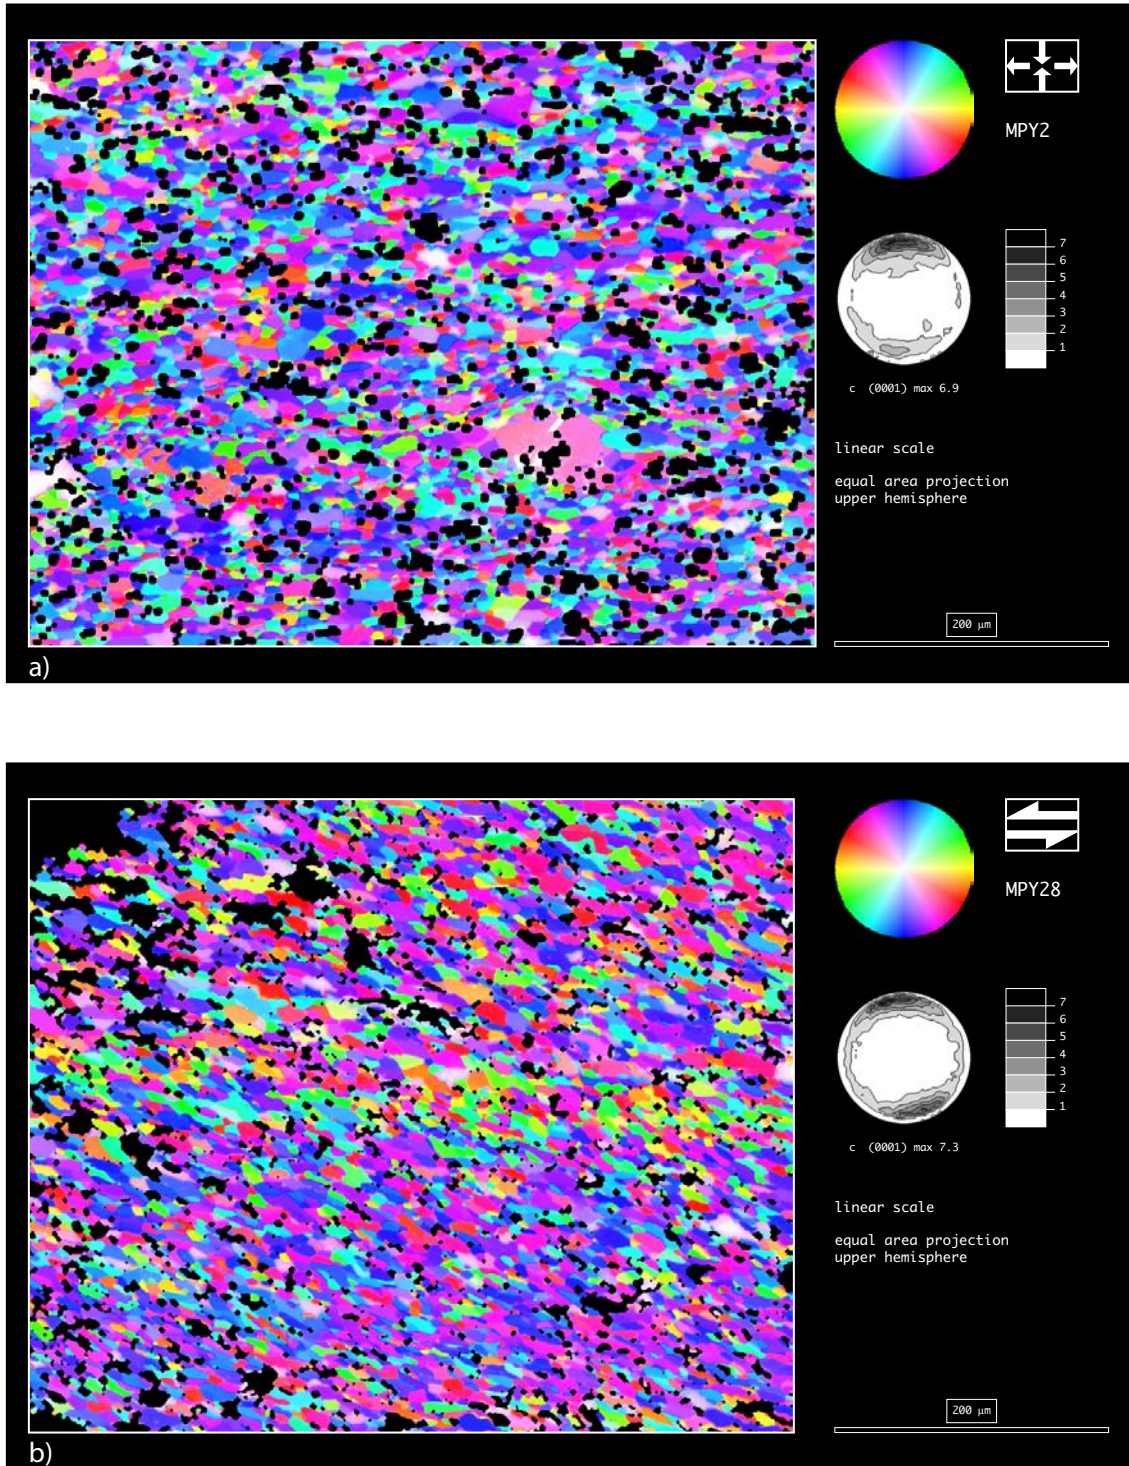 MPY2
7
6
5
4
3
2
1
c (0001) max 6.9
linear scale
equal area projection
upper hemisphere
200 µm
a)
MPY28
7
6
5
4
3
2
1
c (0001) max 7.3
linear scale
equal area projection
upper hemisphere
200 µm
b)